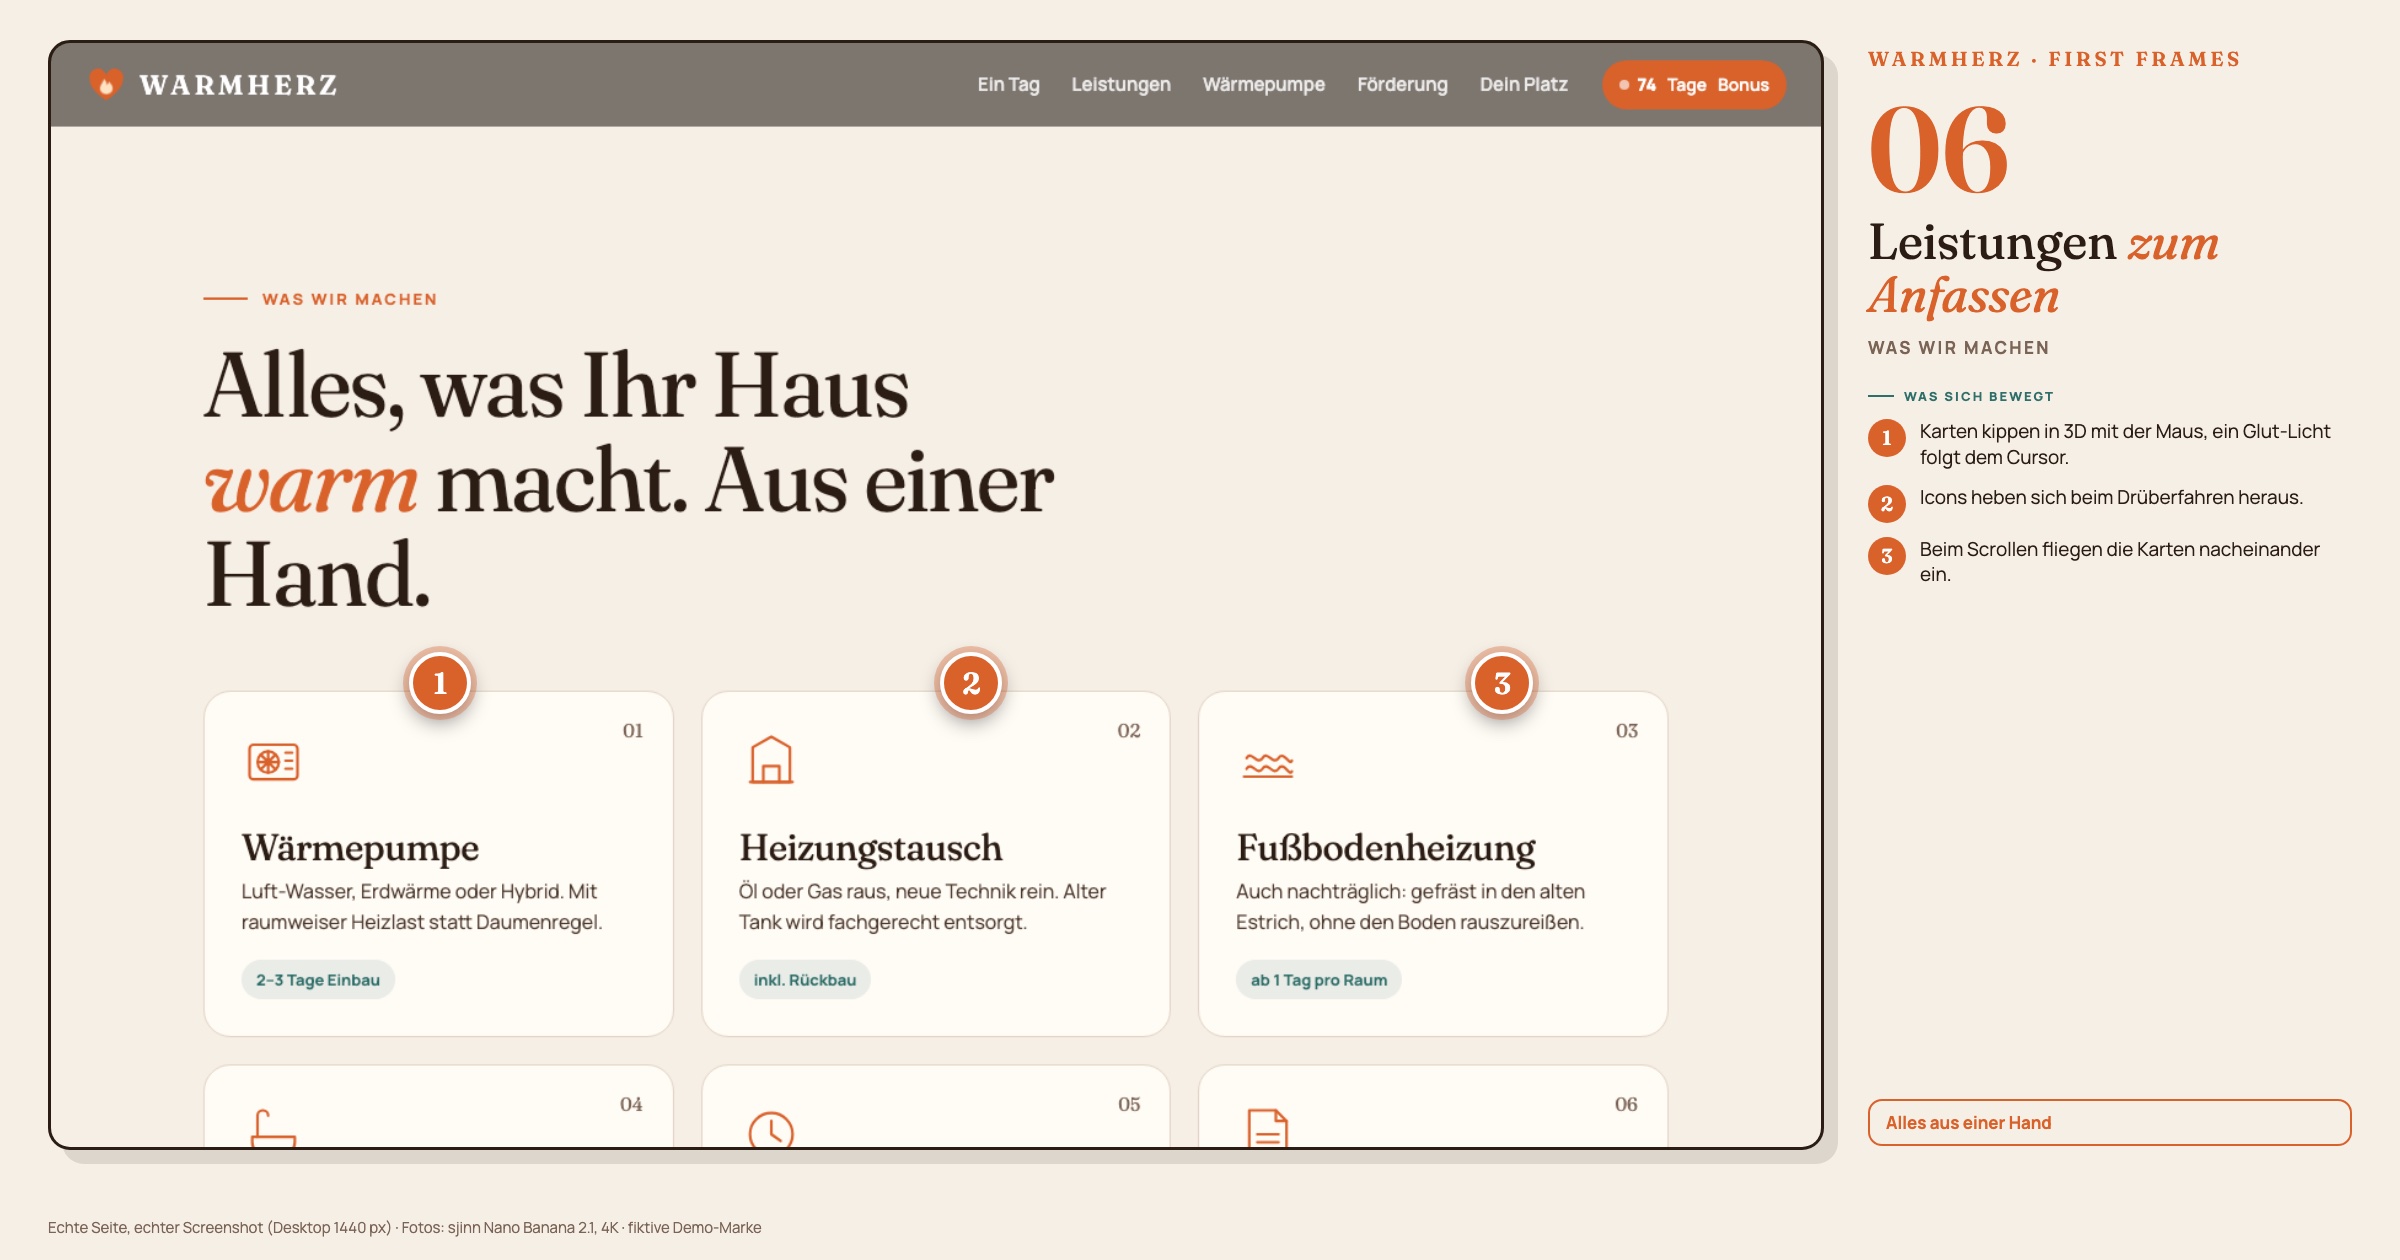 WARMHERZ
Ein Tag Leistungen Wärmepumpe Förderung Dein Platz 74 Tage Bonus
WAS WIR MACHEN
Alles, was Ihr Haus
warm macht. Aus einer
Hand.
1
01
Wärmepumpe
Luft-Wasser, Erdwärme oder Hybrid. Mit
raumweiser Heizlast statt Daumenregel.
2–3 Tage Einbau
2
02
Heizungstausch
Öl oder Gas raus, neue Technik rein. Alter
Tank wird fachgerecht entsorgt.
inkl. Rückbau
3
03
Fußbodenheizung
Auch nachträglich: gefräst in den alten
Estrich, ohne den Boden rauszureißen.
ab 1 Tag pro Raum
04
05
06
WARMHERZ · FIRST FRAMES
06
Leistungen zum
Anfassen
WAS WIR MACHEN
WAS SICH BEWEGT
1 Karten kippen in 3D mit der Maus, ein Glut-Licht
folgt dem Cursor.
2 Icons heben sich beim Drüberfahren heraus.
3 Beim Scrollen fliegen die Karten nacheinander
ein.
Alles aus einer Hand
Echte Seite, echter Screenshot (Desktop 1440 px) · Fotos: sjinn Nano Banana 2.1, 4K · fiktive Demo-Marke